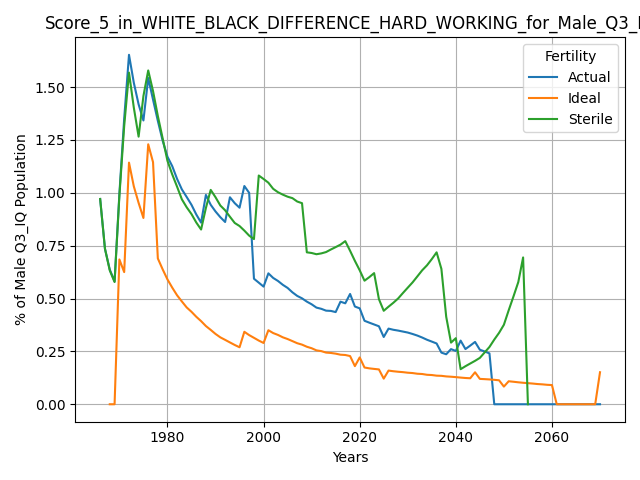 Score_5_in_WHITE_BLACK_DIFFERENCE_HARD_WORKING_for_Male_Q3_I
Fertility
Actual
Ideal
Sterile
% of Male Q3_IQ Population
1.50
1.25
1.00
0.75
0.50
0.25
0.00
1980 2000 2020 2040 2060
Years